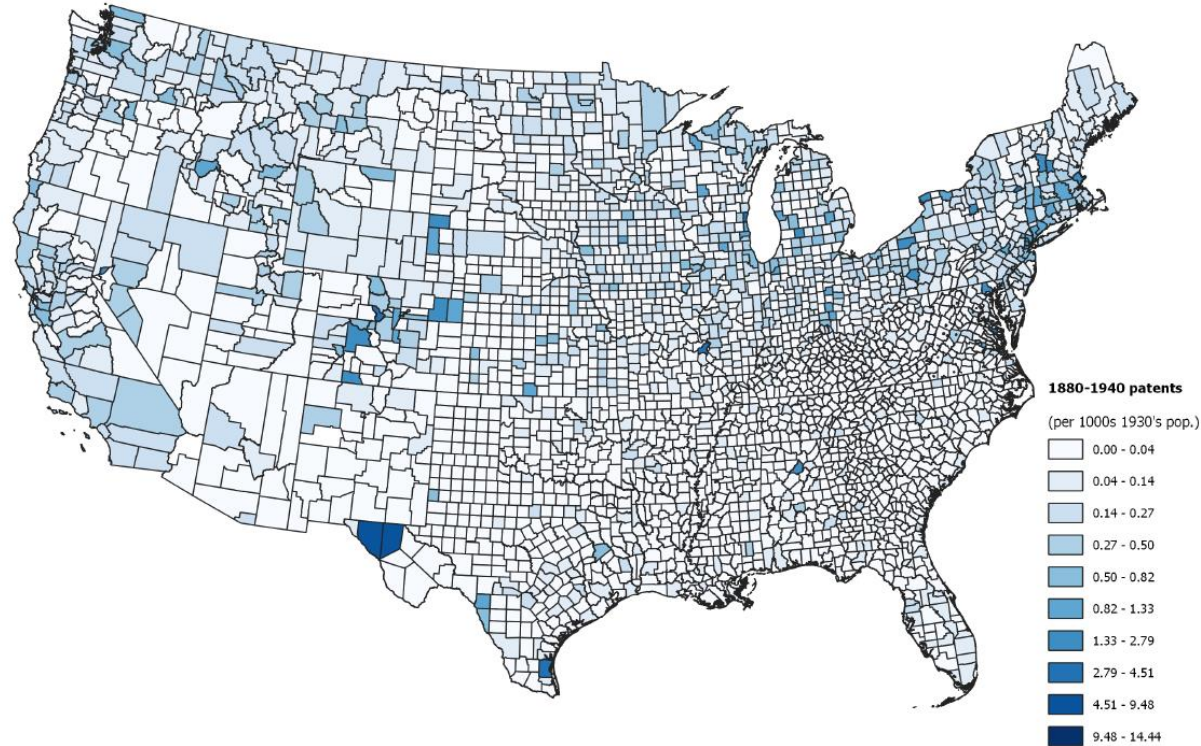 1880-1940 patents
(per 1000s 1930's pop.)
0.00 - 0.04
0.04 - 0.14
0.14 - 0.27
0.27 - 0.50
0.50 - 0.82
0.82 - 1.33
1.33 - 2.79
2.79 - 4.51
4.51 - 9.48
9.48 - 14.44